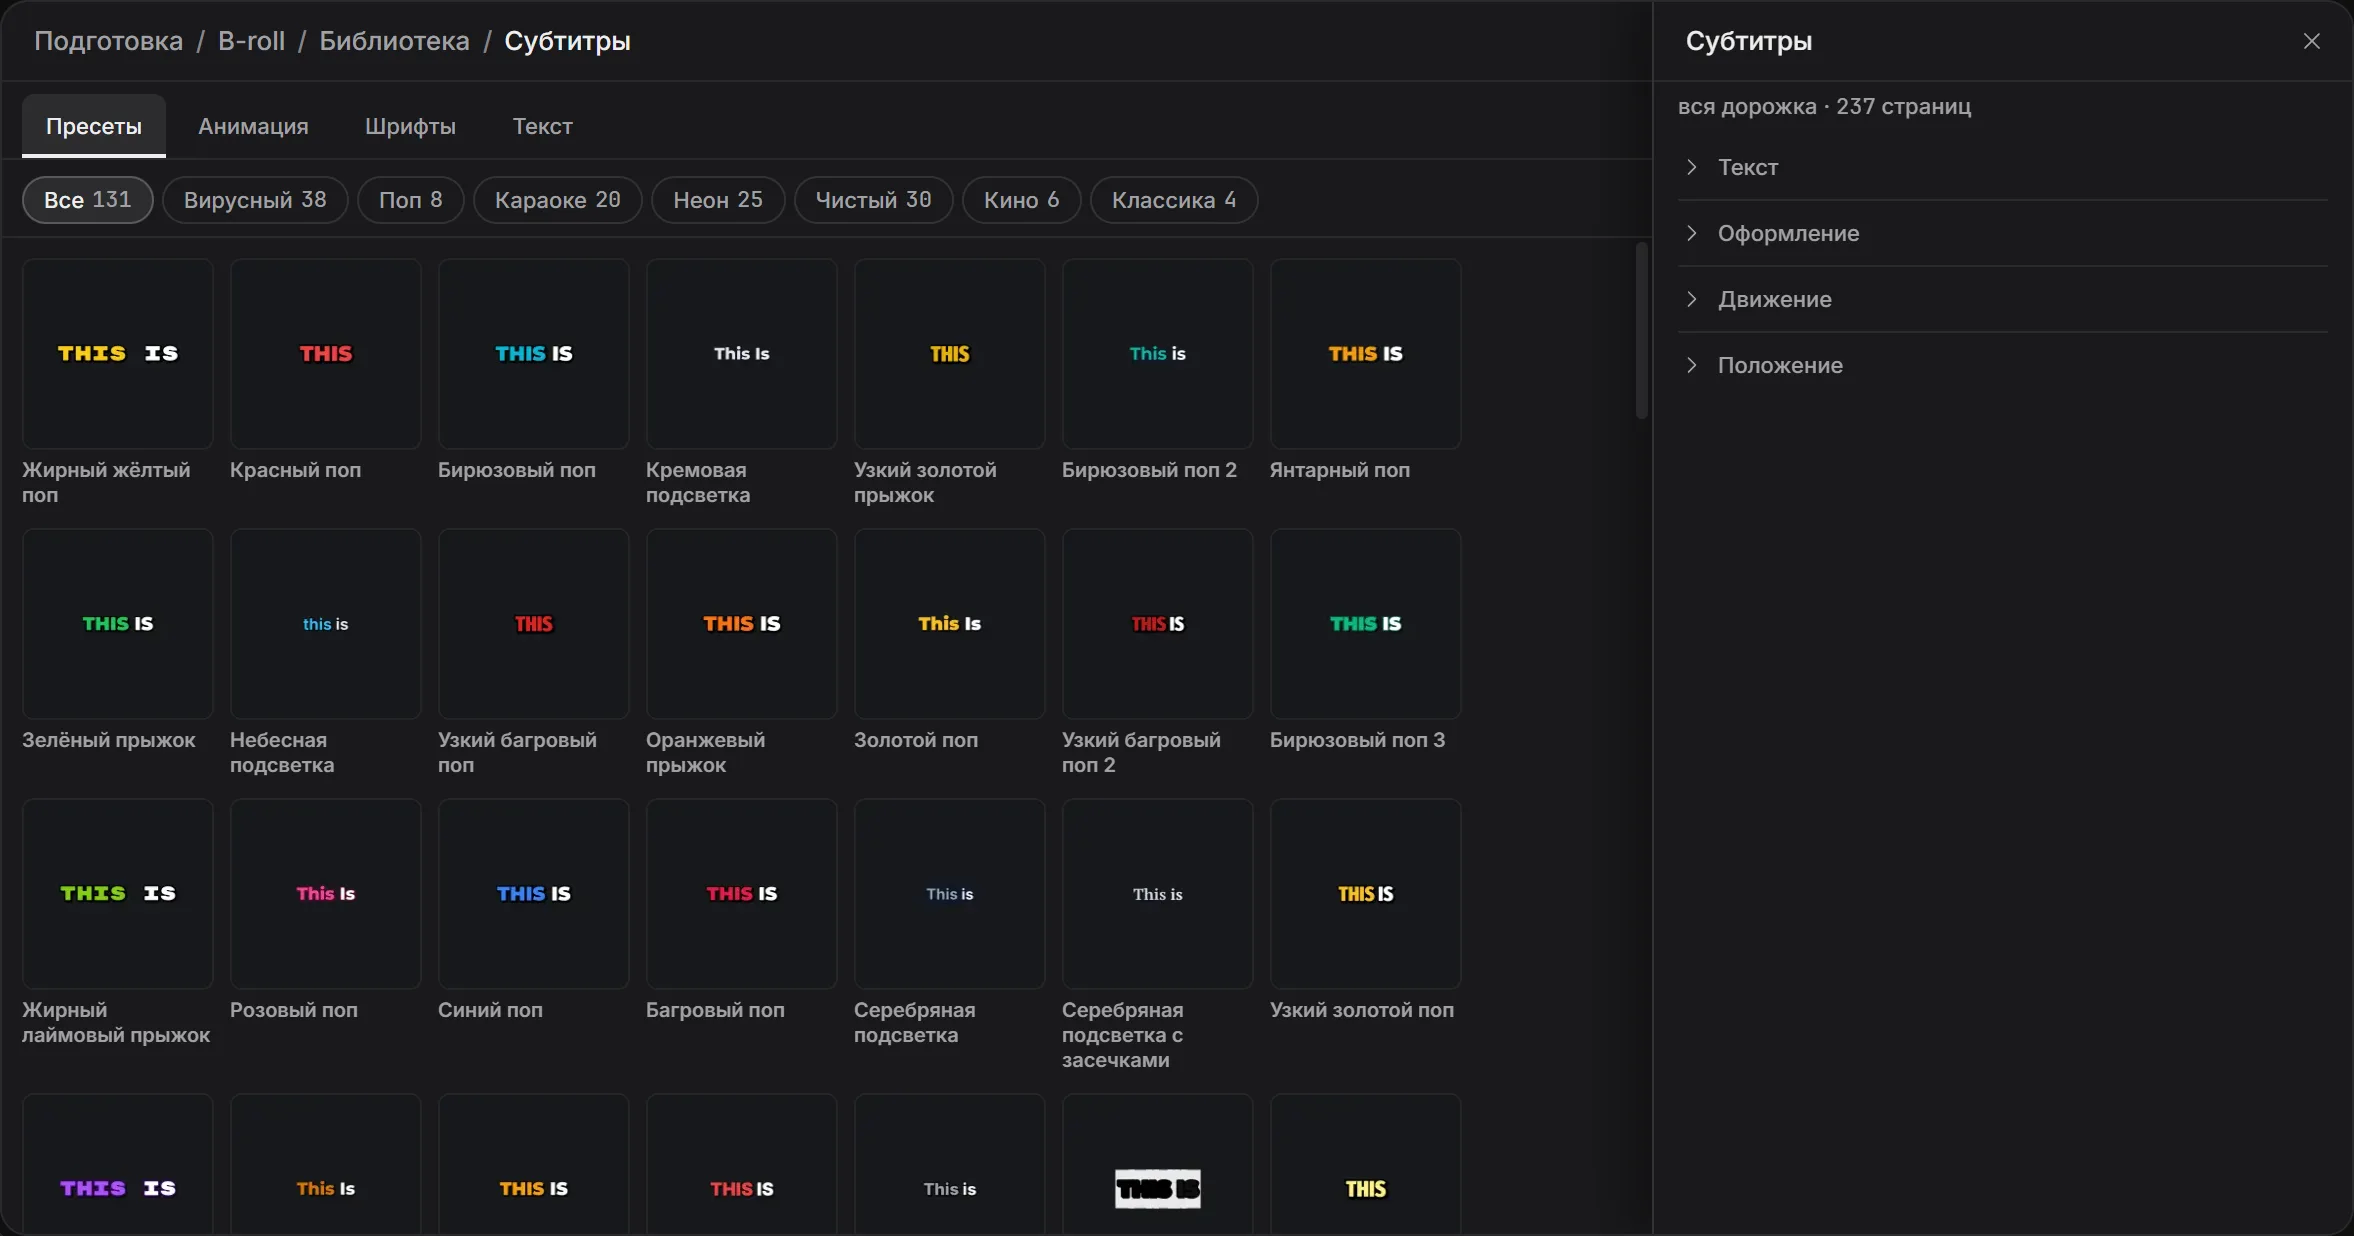 Подготовка / B-roll / Библиотека / Субтитры
Пресеты Анимация Шрифты Текст
Все 131 Вирусный 38 Поп 8 Караоке 20 Неон 25 Чистый 30 Кино 6 Классика 4
THIS IS
THIS
THIS IS
This Is
THIS
This is
THIS IS
Жирный жёлтый
поп
Красный поп
Бирюзовый поп
Кремовая
подсветка
Узкий золотой
прыжок
Бирюзовый поп 2
Янтарный поп
THIS IS
this is
THIS
THIS IS
This Is
THIS IS
THIS IS
Зелёный прыжок
Небесная
подсветка
Узкий багровый
поп
Оранжевый
прыжок
Золотой поп
Узкий багровый
поп 2
Бирюзовый поп 3
THIS IS
This Is
THIS IS
THIS IS
This is
This is
THIS IS
Жирный
лаймовый прыжок
Розовый поп
Синий поп
Багровый поп
Серебряная
подсветка
Серебряная
подсветка с
засечками
Узкий золотой поп
THIS IS
This Is
THIS IS
THIS IS
This is
THIS IS
THIS
Субтитры
вся дорожка · 237 страниц
Текст
Оформление
Движение
Положение